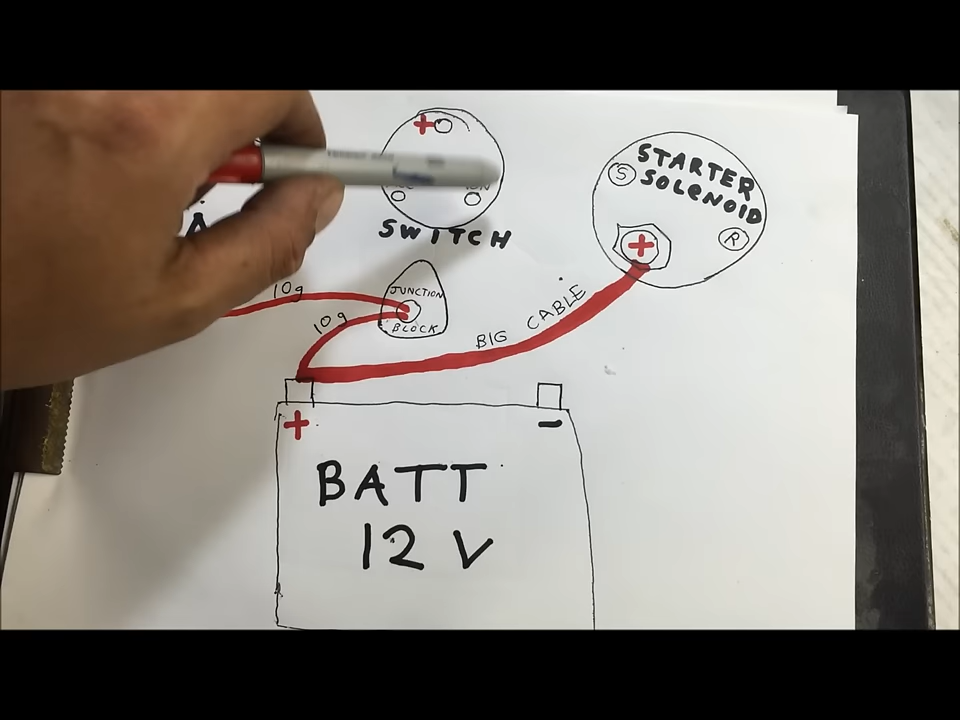 +
STARTER
SOLENOID
S
R
+
SWITCH
10g
JUNCTION
BLOCK
10g
BIG CABLE
+
-
BATT
12 V